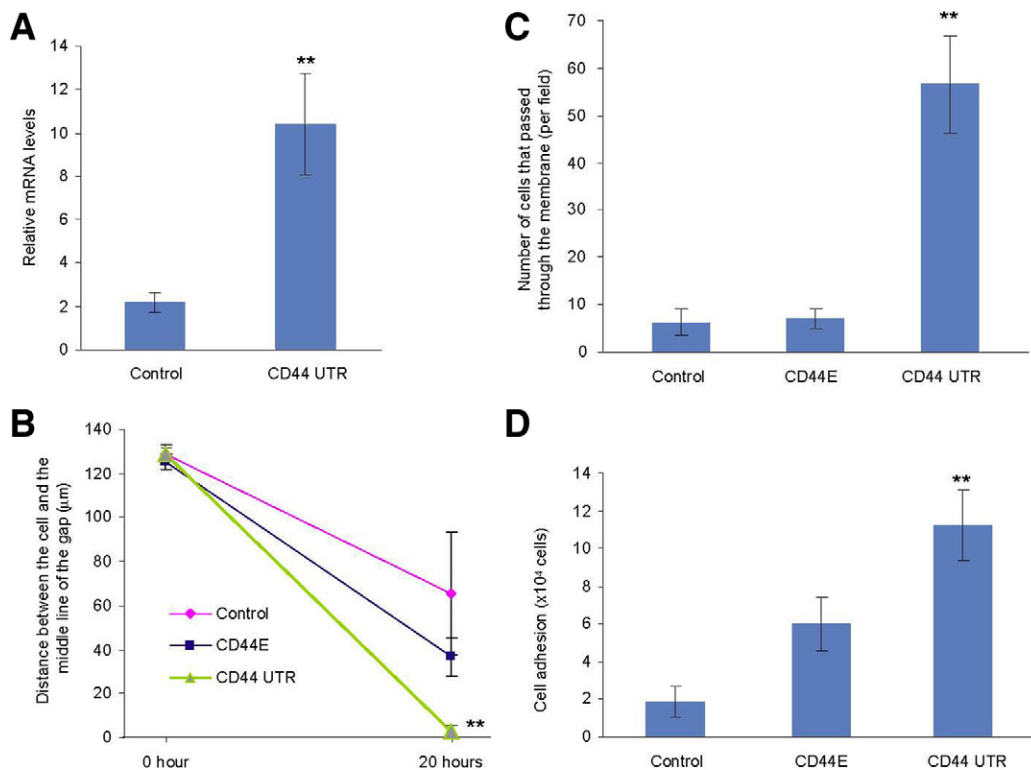 A
14
12
10
8
6
4
2
0
Relative mRNA levels
**
Control
CD44 UTR
C
70
60
50
40
30
20
10
0
Number of cells that passed
through the membrane (per field)
**
Control
CD44E
CD44 UTR
B
140
120
100
80
60
40
20
0
Distance between the cell and the
middle line of the gap (μm)
Control
CD44E
CD44 UTR
**
0 hour
20 hours
D
14
12
10
8
6
4
2
0
Cell adhesion (x10⁴ cells)
**
Control
CD44E
CD44 UTR